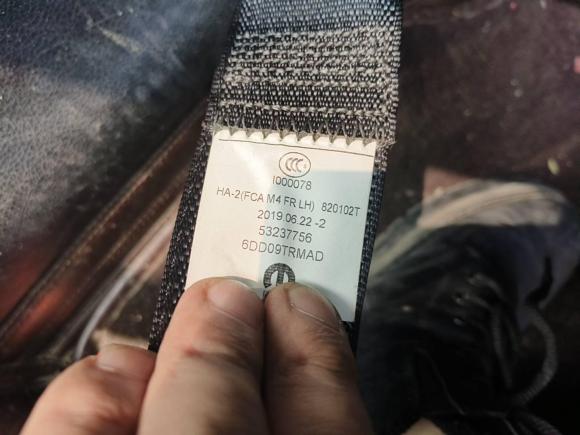 CCC S
I000078
HA-2(FCA M4 FR LH) 820102T
2019.06.22 -2
53237756
6DD09TRMAD